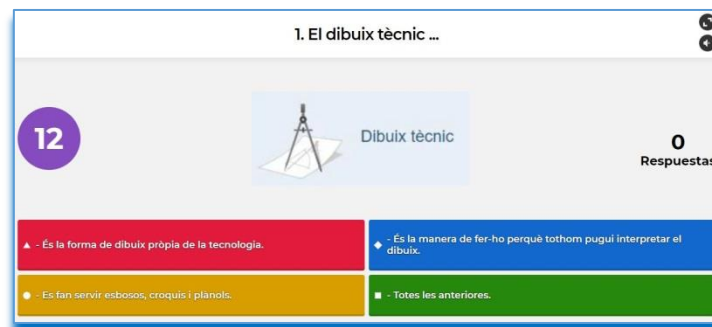 1. El dibuix tècnic ...
12
Dibuix tècnic
0
Respuestas
- És la forma de dibuix pròpia de la tecnologia.
- És la manera de fer-ho perquè tothom pugui interpretar el
dibuix.
- Es fan servir esbosos, croquis i plànols.
- Totes les anteriores.